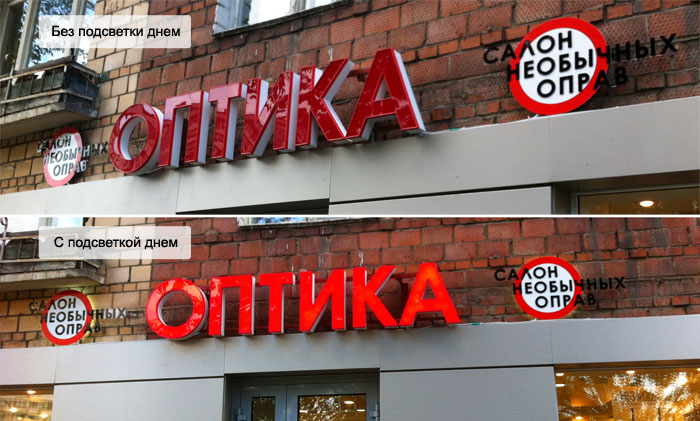 Без подсветки днем
ОПТИКА
САЛОН
НЕОБЫЧНЫХ
ОПРАВ
САЛОН
НЕОБЫЧНЫХ
ОПРАВ
С подсветкой днем
ОПТИКА
САЛОН
НЕОБЫЧНЫХ
ОПРАВ
САЛОН
НЕОБЫЧНЫХ
ОПРАВ